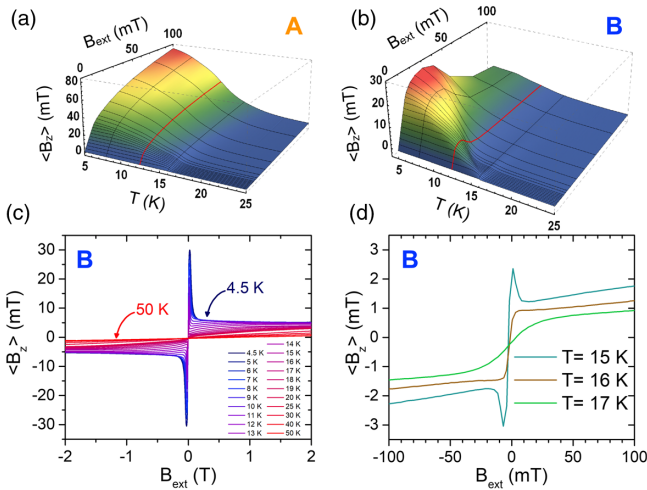 (a)
A
B_ext (mT)
0
50
100
<B_z> (mT)
80
60
40
20
0
5
10
15
20
25
T (K)
(b)
B
B_ext (mT)
0
50
100
<B_z> (mT)
30
20
10
0
5
10
15
20
25
T (K)
(c)
B
<B_z> (mT)
30
20
10
0
-10
-20
-30
50 K
4.5 K
4.5 K
5 K
6 K
7 K
8 K
9 K
10 K
11 K
12 K
13 K
14 K
15 K
16 K
17 K
18 K
19 K
20 K
25 K
30 K
40 K
50 K
-2
-1
0
1
2
B_ext (T)
(d)
B
<B_z> (mT)
3
2
1
0
-1
-2
-3
T= 15 K
T= 16 K
T= 17 K
-100
-50
0
50
100
B_ext (mT)